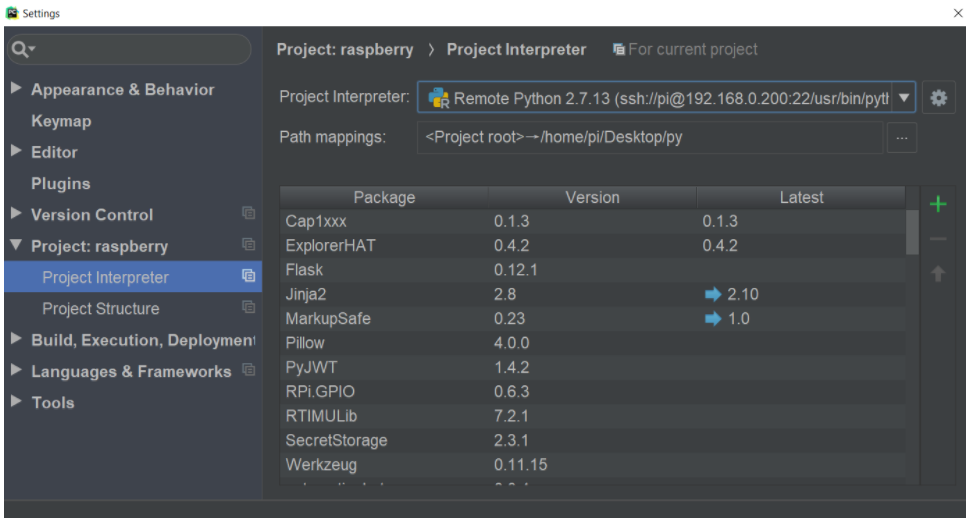 Settings
Project: raspberry > Project Interpreter For current project
Appearance & Behavior
Keymap
Editor
Plugins
Version Control
Project: raspberry
Project Interpreter
Project Structure
Build, Execution, Deployment
Languages & Frameworks
Tools
Project Interpreter: Remote Python 2.7.13 (ssh://pi@192.168.0.200:22/usr/bin/pyth
Path mappings: <Project root>→/home/pi/Desktop/py ...
Package Version Latest
Cap1xxx 0.1.3 0.1.3
ExplorerHAT 0.4.2 0.4.2
Flask 0.12.1
Jinja2 2.8 2.10
MarkupSafe 0.23 1.0
Pillow 4.0.0
PyJWT 1.4.2
RPi.GPIO 0.6.3
RTIMULib 7.2.1
SecretStorage 2.3.1
Werkzeug 0.11.15